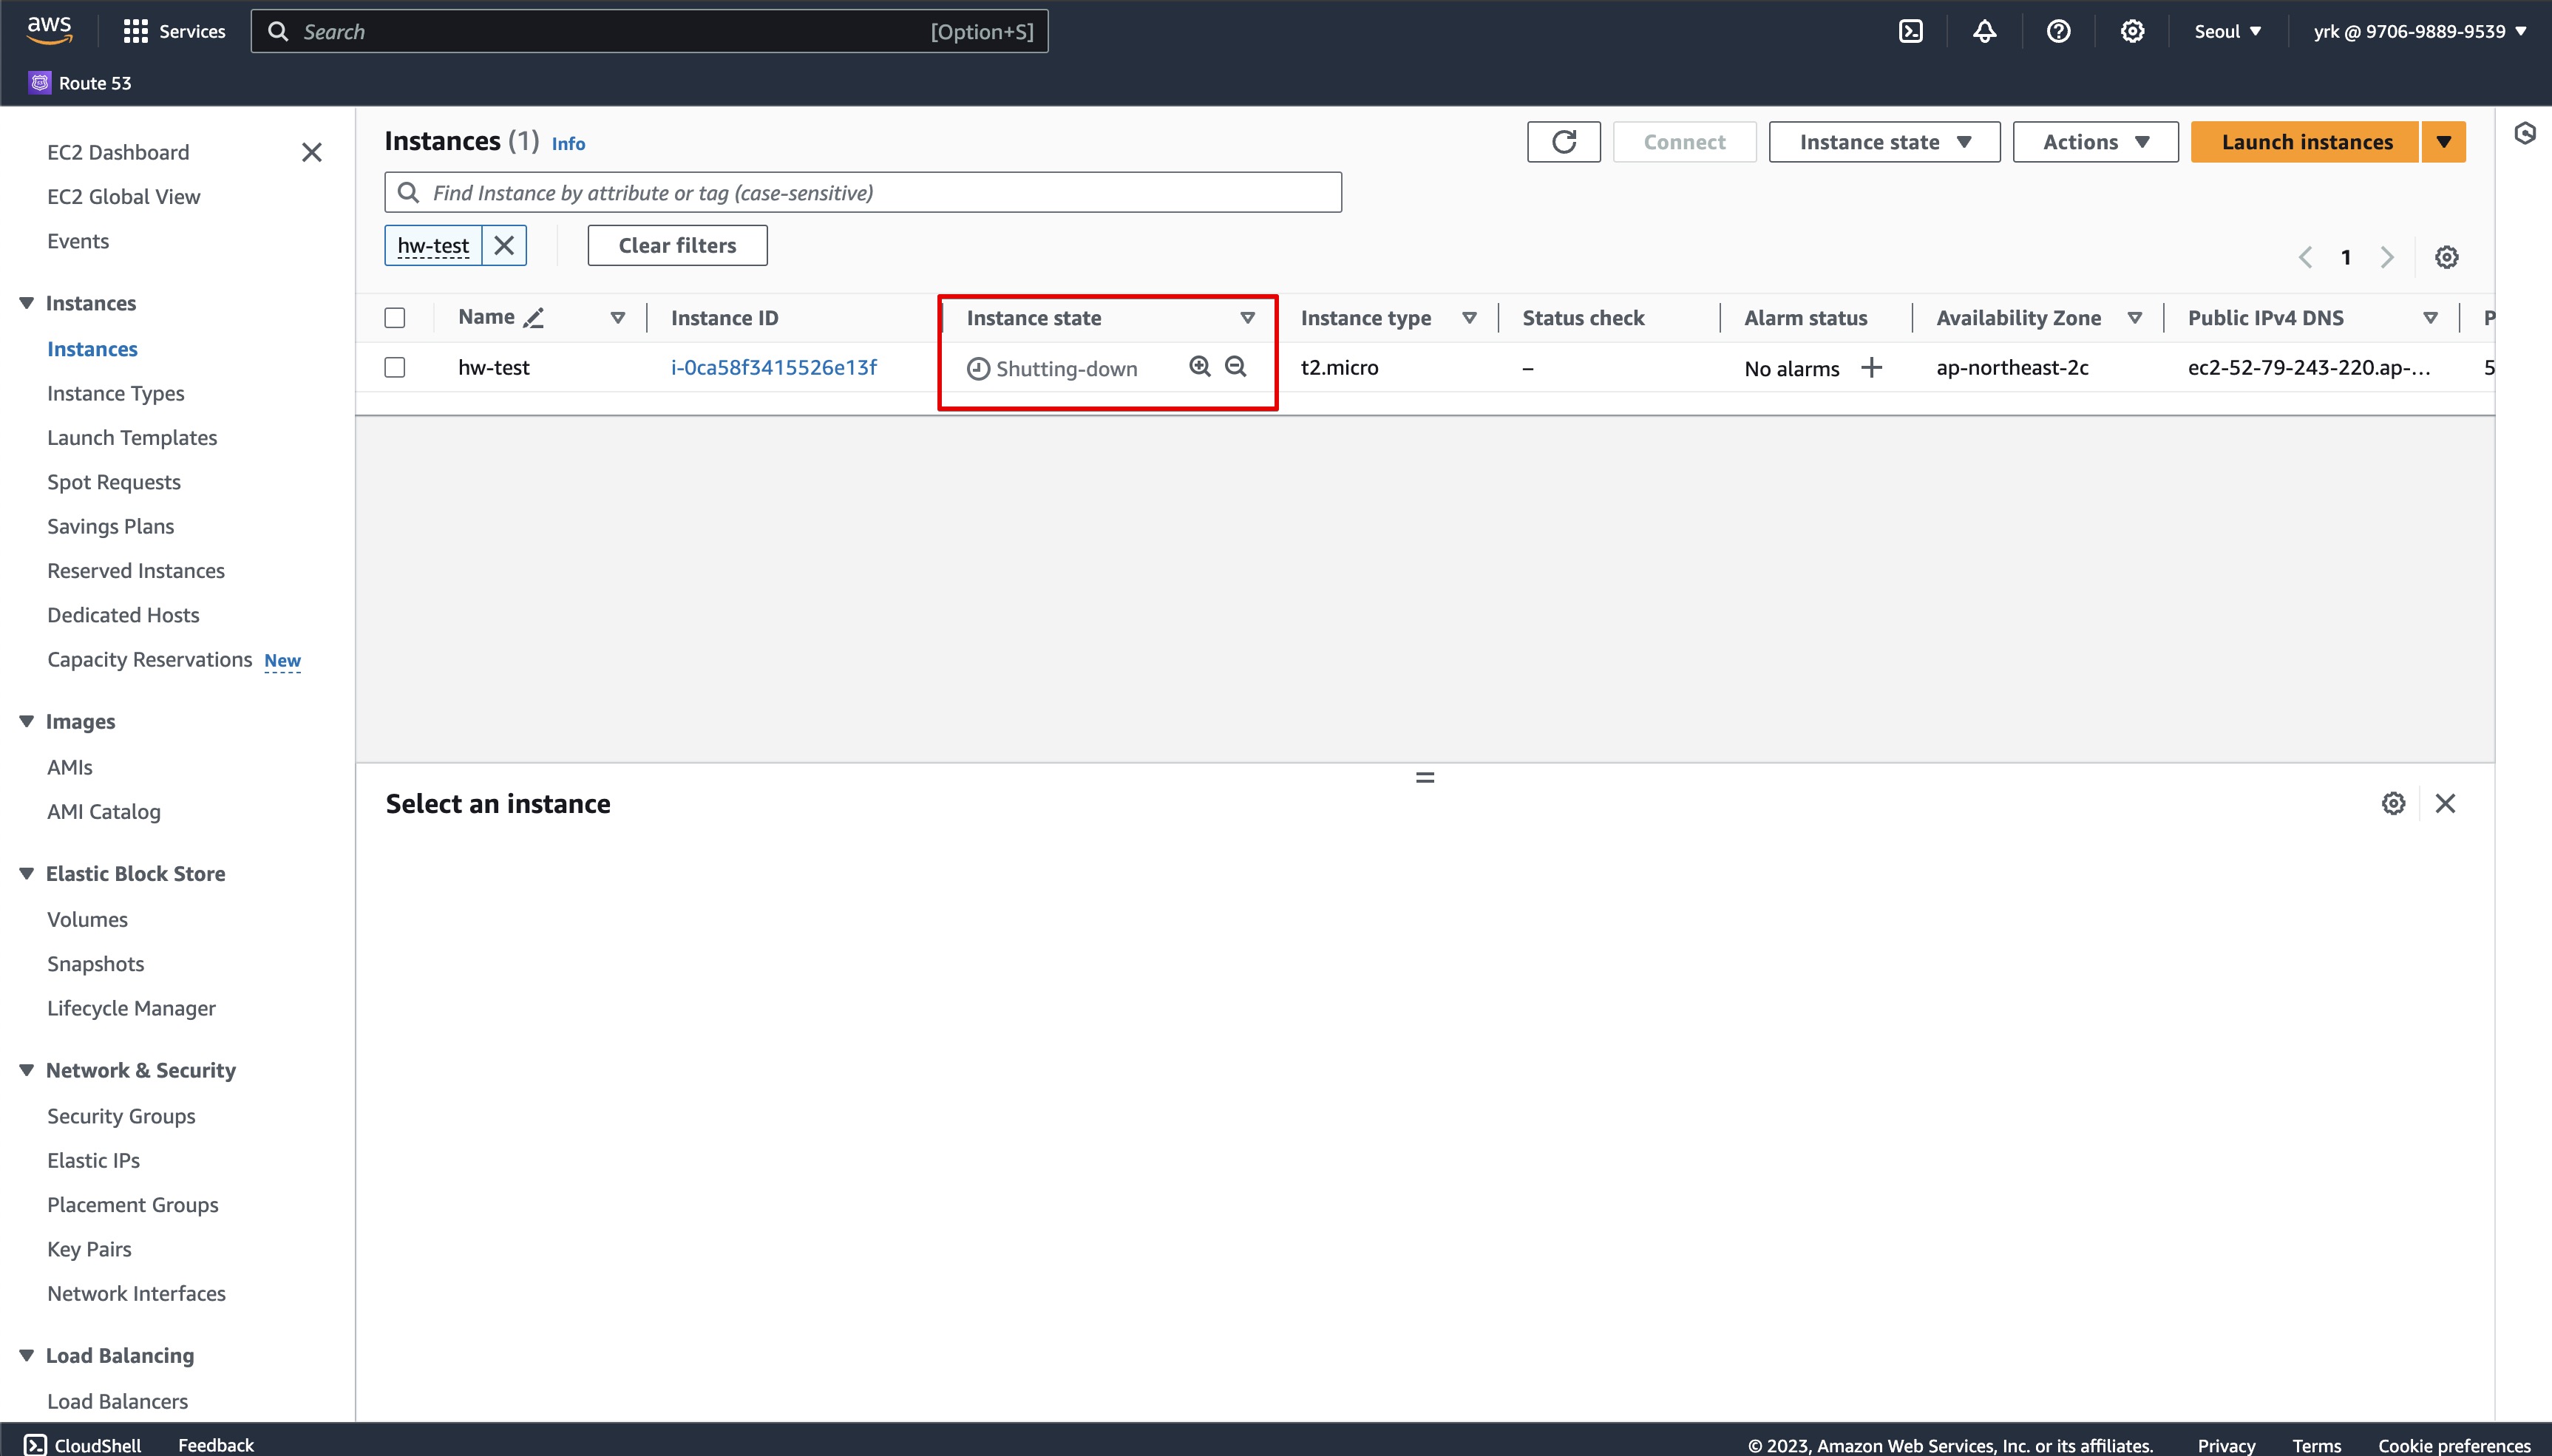 aws
Services
Search
[Option+S]
Seoul
yrk @ 9706-9889-9539
Route 53
EC2 Dashboard
EC2 Global View
Events
Instances
Instances
Instance Types
Launch Templates
Spot Requests
Savings Plans
Reserved Instances
Dedicated Hosts
Capacity Reservations New
Images
AMIs
AMI Catalog
Elastic Block Store
Volumes
Snapshots
Lifecycle Manager
Network & Security
Security Groups
Elastic IPs
Placement Groups
Key Pairs
Network Interfaces
Load Balancing
Load Balancers
Instances (1) Info
Connect
Instance state
Actions
Launch instances
Find Instance by attribute or tag (case-sensitive)
hw-test
Clear filters
1
Name Instance ID Instance state Instance type Status check Alarm status Availability Zone Public IPv4 DNS P
hw-test i-0ca58f3415526e13f Shutting-down t2.micro – No alarms ap-northeast-2c ec2-52-79-243-220.ap-... 5
Select an instance
CloudShell Feedback © 2023, Amazon Web Services, Inc. or its affiliates. Privacy Terms Cookie preferences